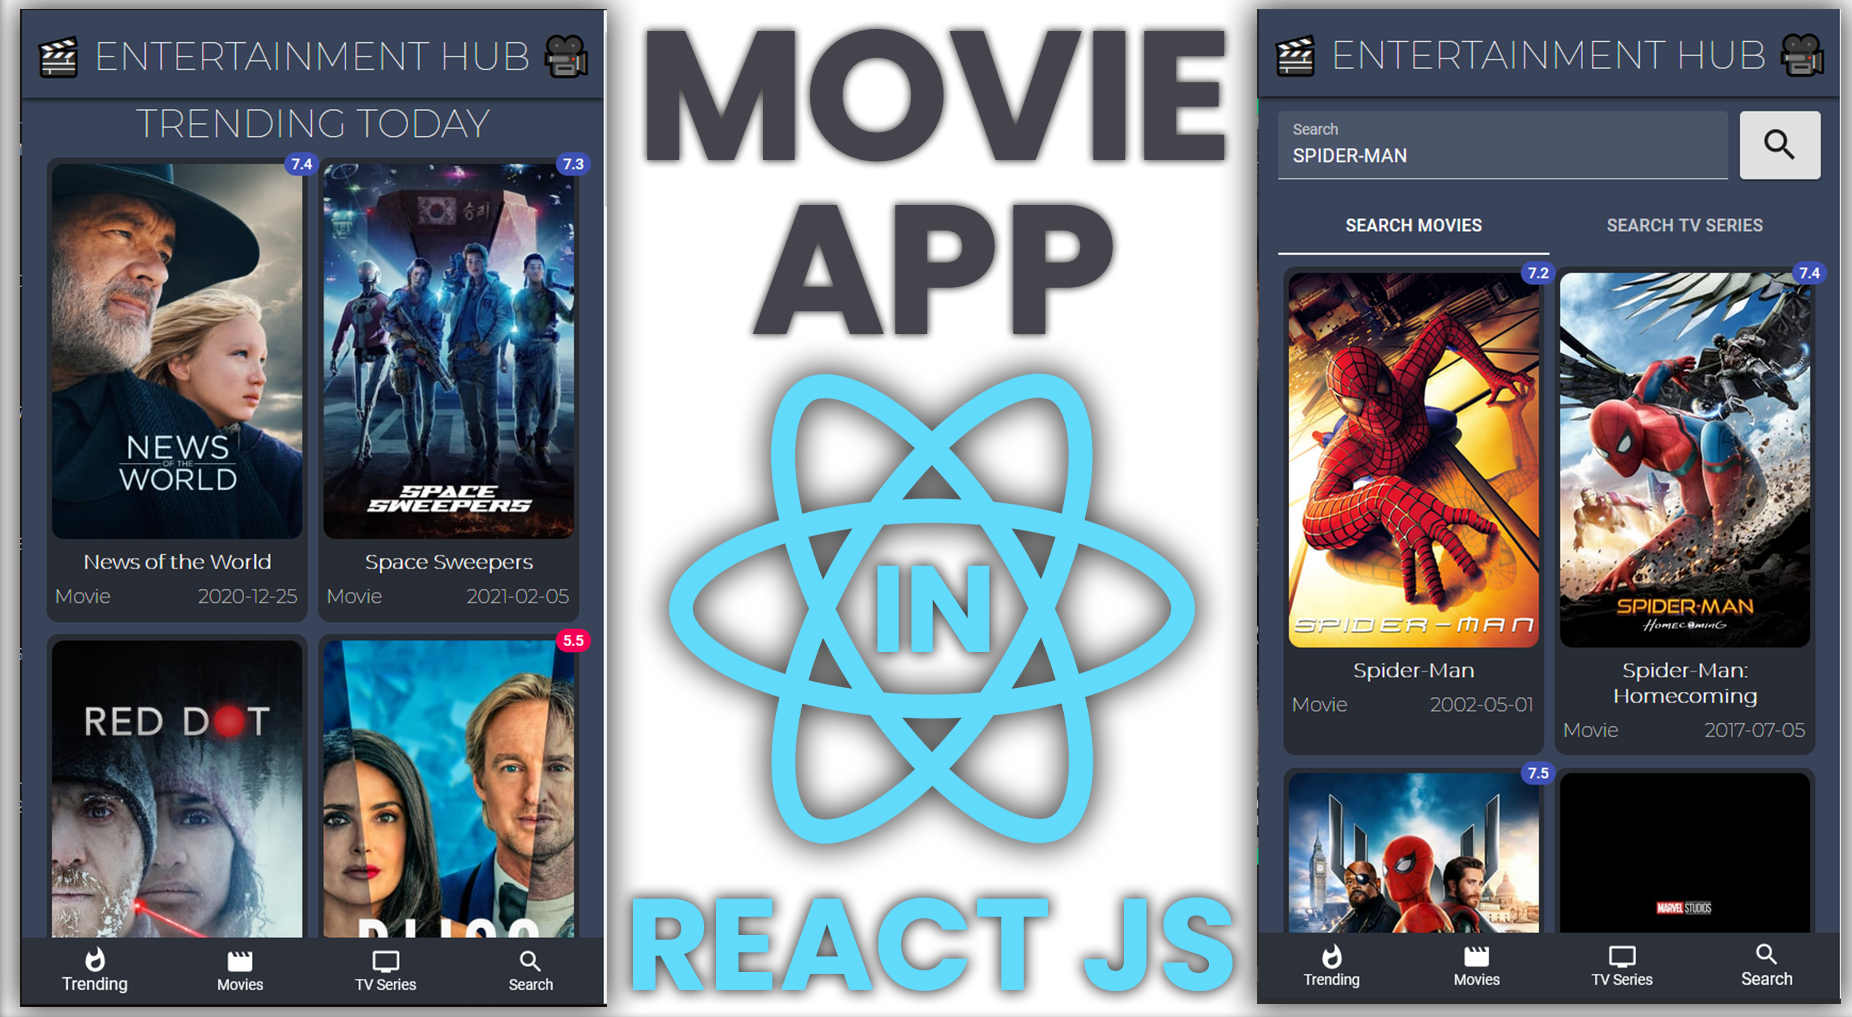 ENTERTAINMENT HUB
TRENDING TODAY
7.4
7.3
승리
NEWS
OF THE
WORLD
SPACE
SWEEPERS
News of the World
Movie 2020-12-25
Space Sweepers
Movie 2021-02-05
5.5
RED DOT
Trending
Movies
TV Series
Search
MOVIE
APP
IN
REACT JS
ENTERTAINMENT HUB
Search
SPIDER-MAN
SEARCH MOVIES
SEARCH TV SERIES
7.2
7.4
SPIDER-MAN
SPIDER-MAN
HOMECOMING
Spider-Man
Movie 2002-05-01
Spider-Man:
Homecoming
Movie 2017-07-05
7.5
MARVEL STUDIOS
Trending
Movies
TV Series
Search